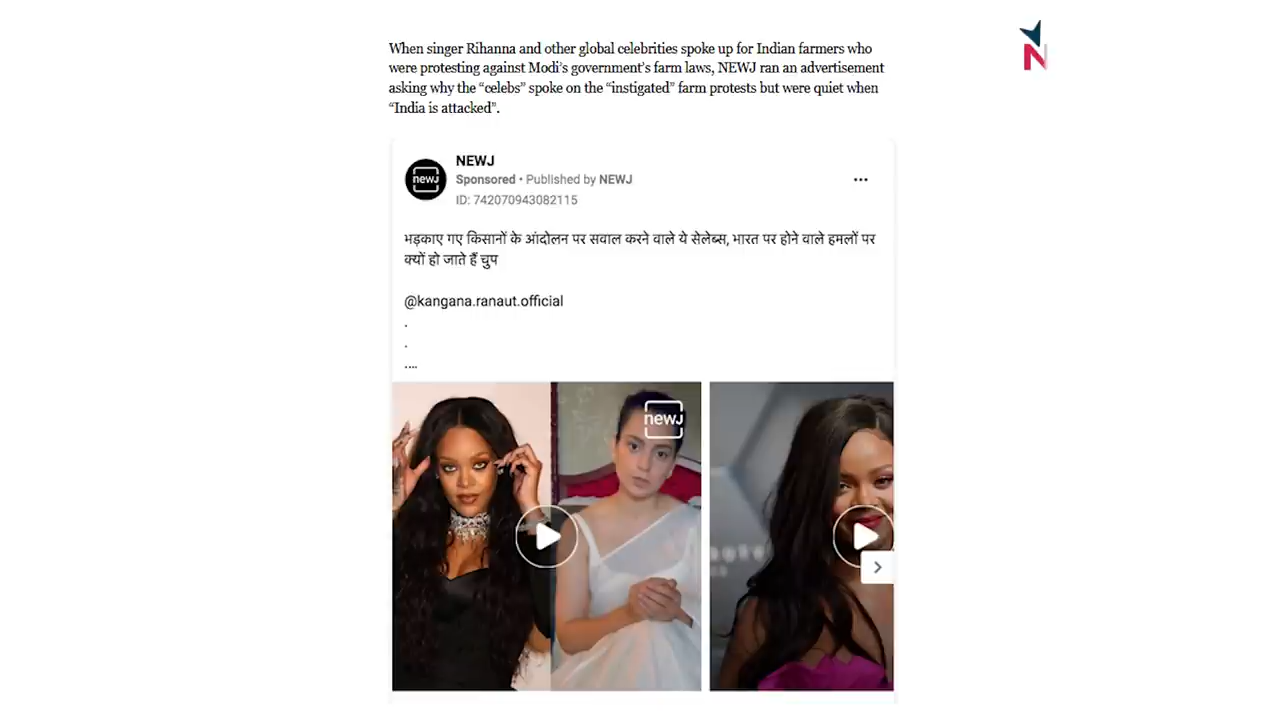 When singer Rihanna and other global celebrities spoke up for Indian farmers who
were protesting against Modi’s government’s farm laws, NEWJ ran an advertisement
asking why the “celebs” spoke on the “instigated” farm protests but were quiet when
“India is attacked”.
N
NEWJ
newJ
Sponsored • Published by NEWJ
ID: 742070943082115
भड़काए गए किसानों के आंदोलन पर सवाल करने वाले ये सेलेब्स, भारत पर होने वाले हमलों पर
क्यों हो जाते हैं चुप
@kangana.ranaut.official
.
.
....
newJ